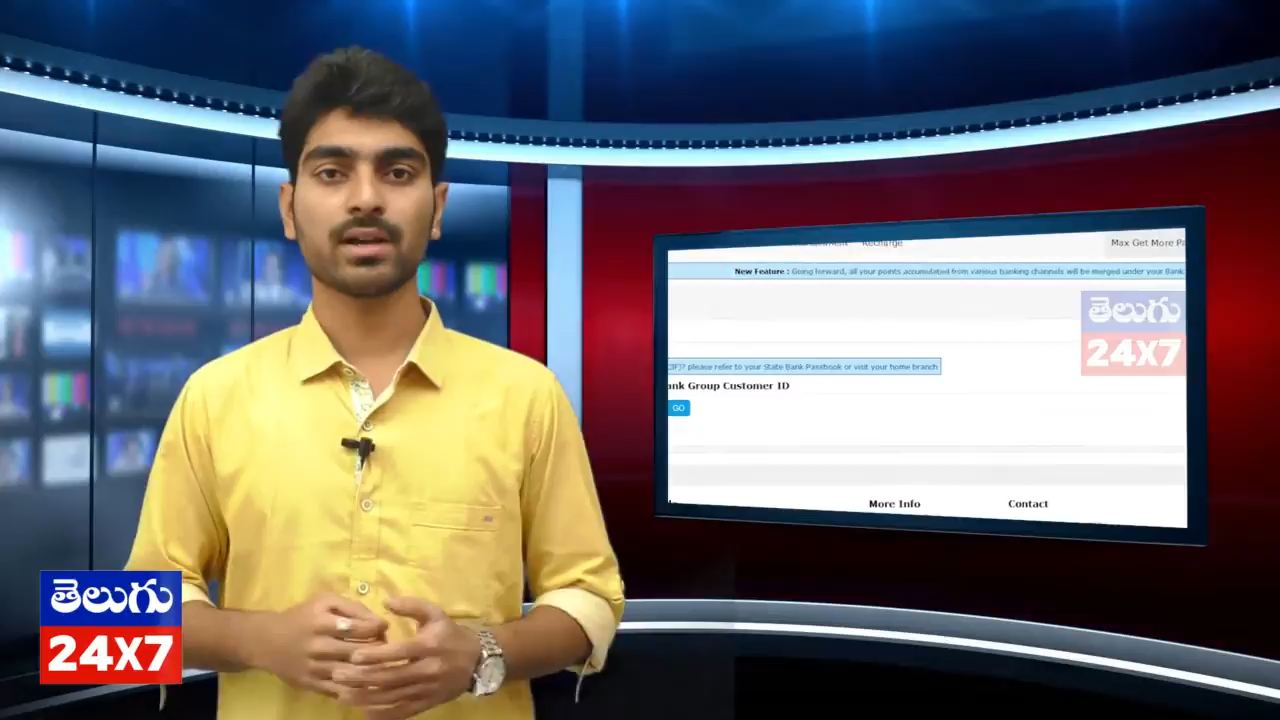 Recharge
Max Get More
New Feature : Going forward, all your points accumulated from various banking channels will be merged under your Bank
తెలుగు
24X7
CIF)? please refer to your State Bank Passbook or visit your home branch
Group Customer ID
GO
More Info
Contact
తెలుగు
24X7